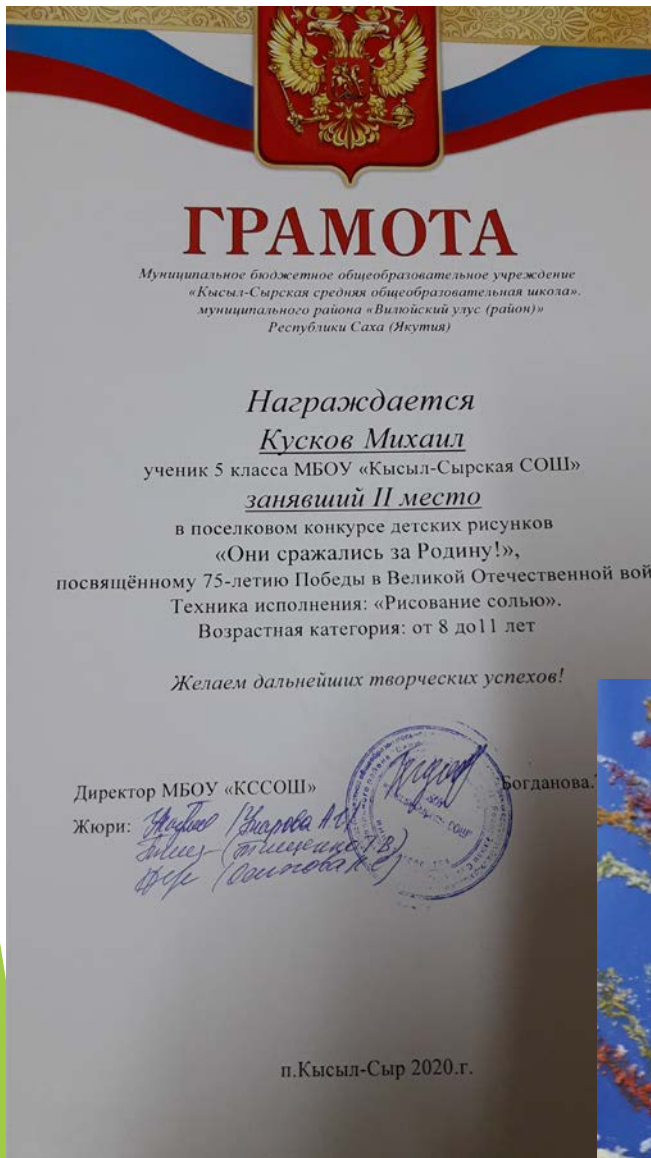 ГРАМОТА
Муниципальное бюджетное общеобразовательное учреждение
«Кысыл-Сырская средняя общеобразовательная школа».
муниципального района «Вилюйский улус (район)»
Республики Саха (Якутия)
Награждается
Кусков Михаил
ученик 5 класса МБОУ «Кысыл-Сырская СОШ»
занявший II место
в поселковом конкурсе детских рисунков
«Они сражались за Родину!»,
посвящённому 75-летию Победы в Великой Отечественной вой
Техника исполнения: «Рисование солью».
Возрастная категория: от 8 до11 лет
Желаем дальнейших творческих успехов!
Директор МБОУ «КССОШ» Богданова.
Жюри:
п.Кысыл-Сыр 2020.г.